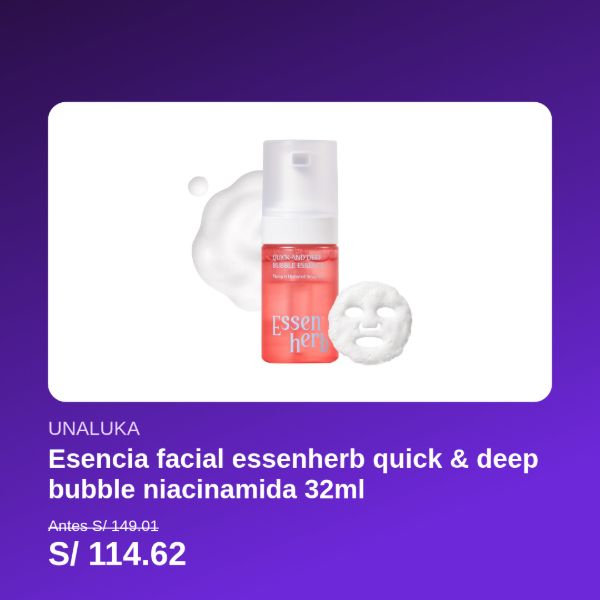 QUICK AND DEEP
BUBBLE ESSENCE
Essen
herb
UNALUKA
Esencia facial essenherb quick & deep
bubble niacinamida 32ml
Antes S/ 149.01
S/ 114.62